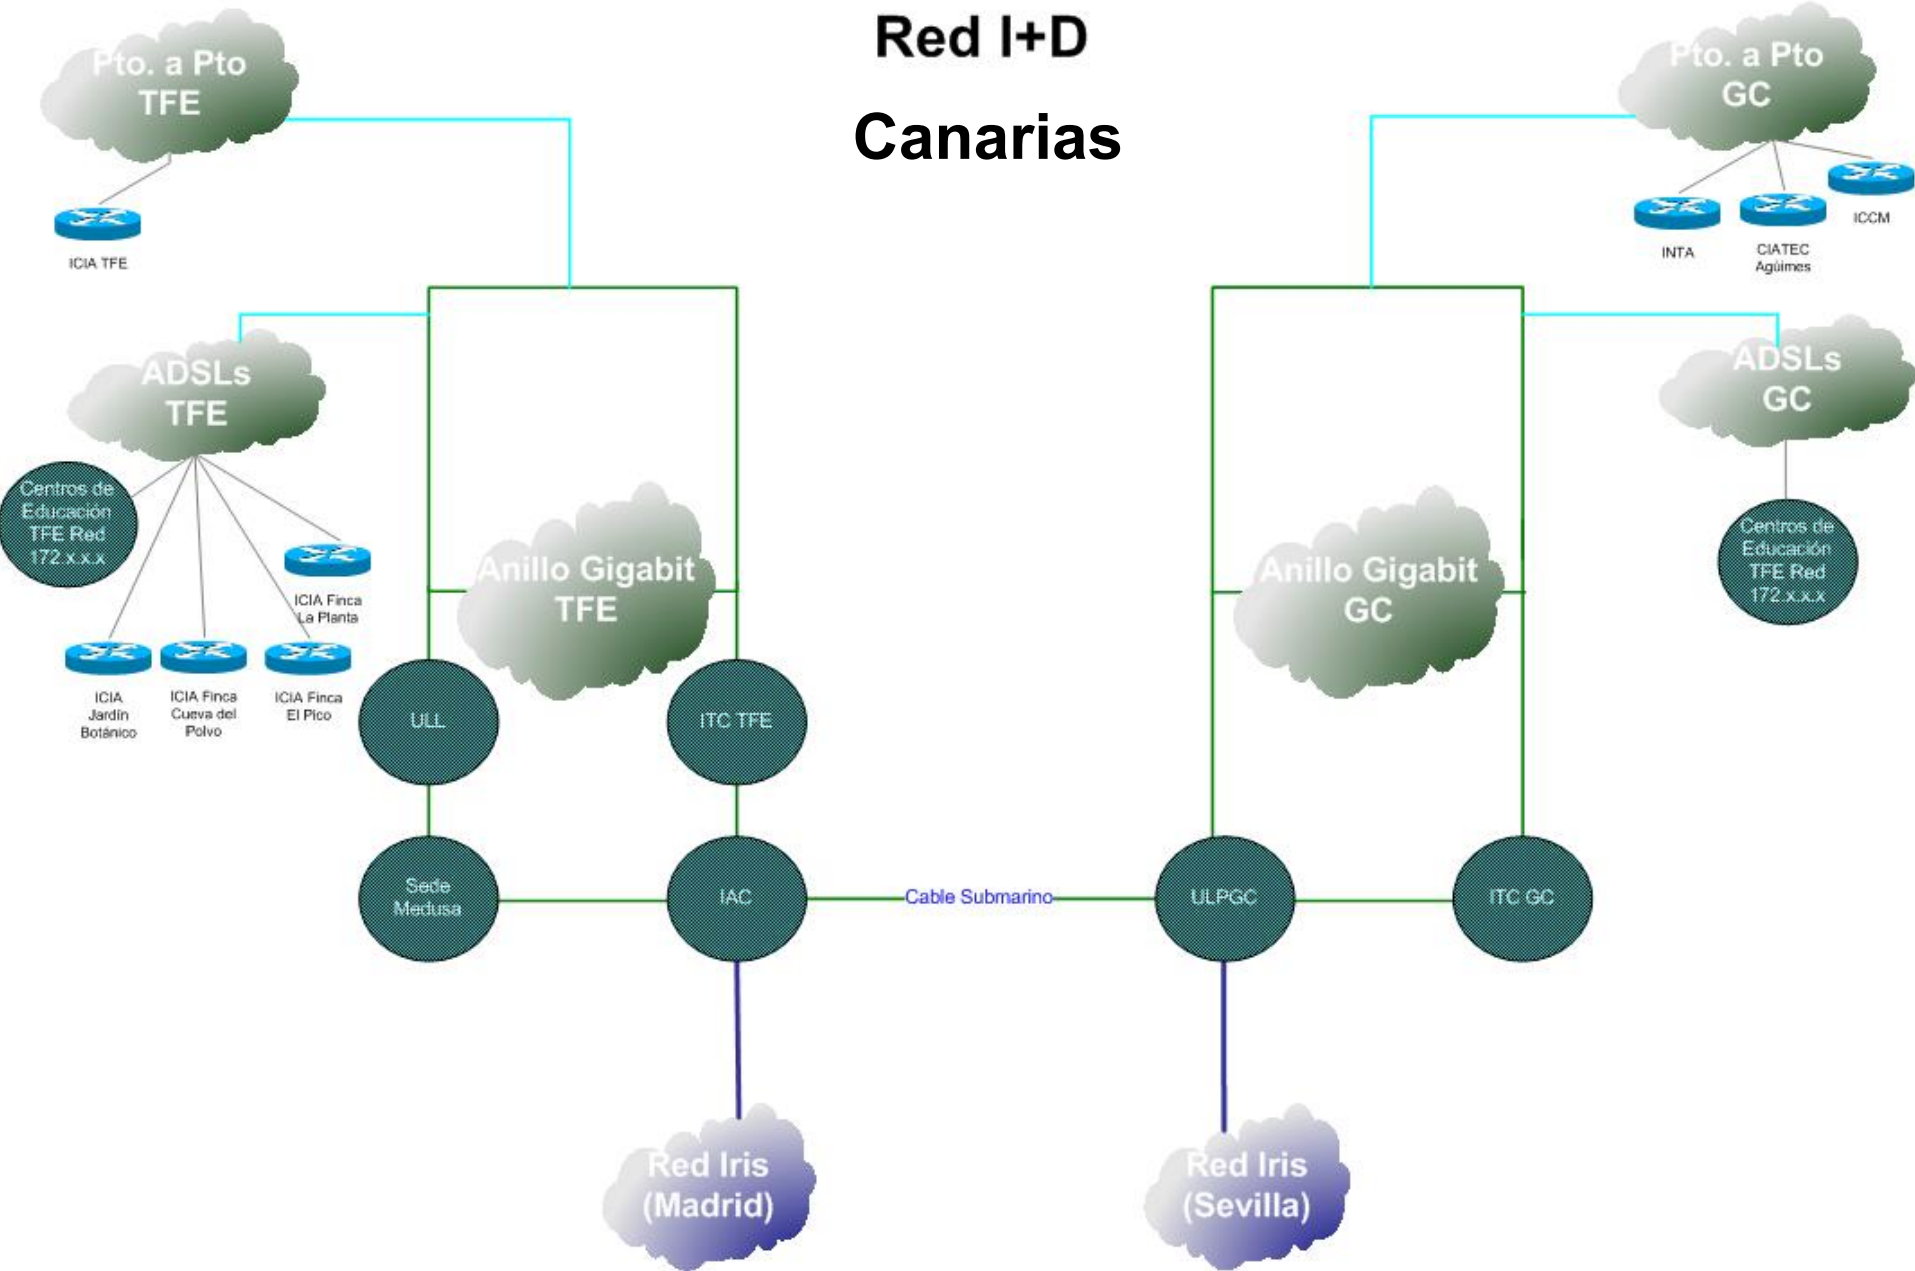 Red I+D
Canarias
Pto. a Pto
TFE
ICIA TFE
Pto. a Pto
GC
INTA
CIATEC
Agüimes
ICCM
ADSLs
TFE
Centros de
Educación
TFE Red
172.x.x.x
ICIA Finca
La Planta
ICIA
Jardín
Botánico
ICIA Finca
Cueva del
Polvo
ICIA Finca
El Pico
ADSLs
GC
Centros de
Educación
TFE Red
172.x.x.x
Anillo Gigabit
TFE
Anillo Gigabit
GC
ULL
ITC TFE
Sede
Medusa
IAC
Cable Submarino
ULPGC
ITC GC
Red Iris
(Madrid)
Red Iris
(Sevilla)